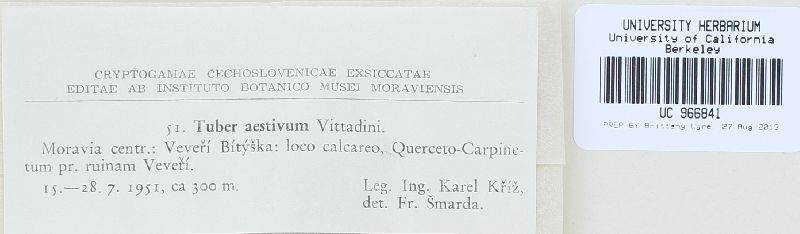 CRYPTOGAMAE ČECHOSLOVENICAE EXSICCATAE
EDITAE AB INSTITUTO BOTANICO MUSEI MORAVIENSIS
51. Tuber aestivum Vittadini.
Moravia centr.: Veveří Bítýška: loco calcareo, Querceto-Carpine-
tum pr. ruinam Veveří.
15.—28. 7. 1951, ca 300 m.
Leg. Ing. Karel Kříž,
det. Fr. Šmarda.
UNIVERSITY HERBARIUM
University of California
Berkeley
UC 966841
PREP BY Brittany 27 Aug 2013